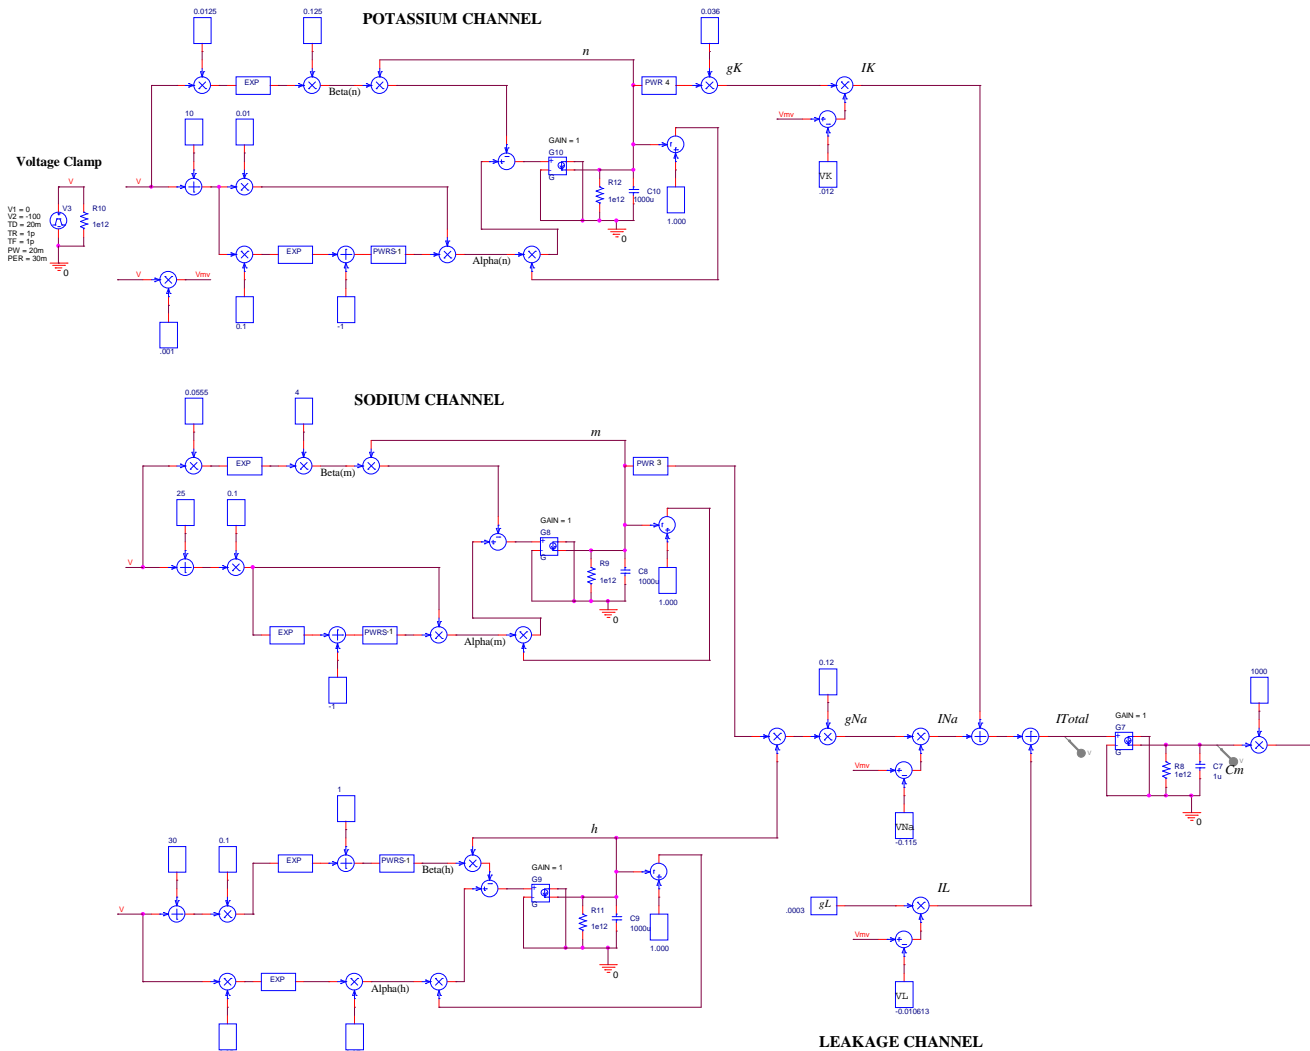 POTASSIUM CHANNEL
0.0125
0.125
0.036
n
gK
IK
EXP
PWR 4
Beta(n)
Vmv
10
0.01
GAIN = 1
G10
G
R12
1e12
C10
1000u
0
1.000
VK
.012
Voltage Clamp
V
V3
V1 = 0
V2 = -100
TD = 20m
TR = 1p
TF = 1p
PW = 20m
PER = 30m
R10
1e12
0
V
EXP
PWRS
-1
Alpha(n)
0.1
-1
V
Vmv
.001
SODIUM CHANNEL
0.0555
4
m
EXP
PWR 3
Beta(m)
25
0.1
GAIN = 1
G8
G
R9
1e12
C8
1000u
0
1.000
V
EXP
PWRS
-1
Alpha(m)
-1
0.12
1000
gNa
INa
ITotal
GAIN = 1
G7
G
R8
1e12
C7
1u
V
V
Cm
0
Vmv
VNa
-0.115
1
h
30
0.1
EXP
PWRS
-1
Beta(h)
GAIN = 1
G9
G
R11
1e12
C9
1000u
0
1.000
V
EXP
Alpha(h)
IL
.0003
gL
Vmv
VL
-0.010613
LEAKAGE CHANNEL